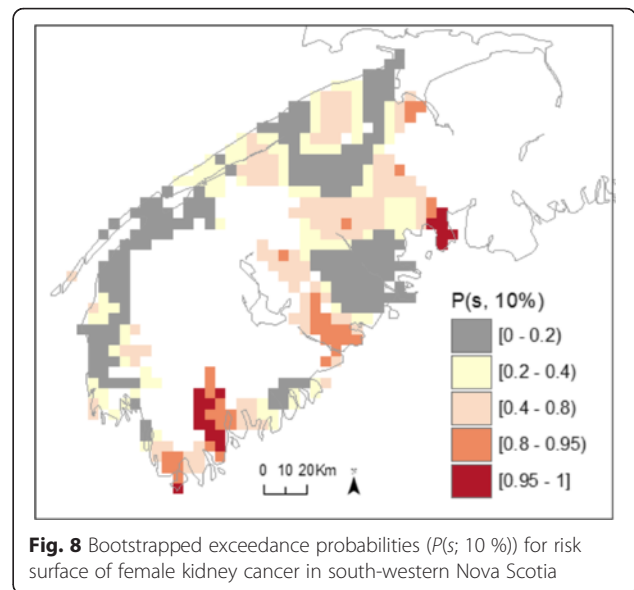 P(s, 10%)
[0 - 0.2)
[0.2 - 0.4)
[0.4 - 0.8)
[0.8 - 0.95)
[0.95 - 1]
0 10 20Km
Fig. 8 Bootstrapped exceedance probabilities (P(s; 10 %)) for risk
surface of female kidney cancer in south-western Nova Scotia